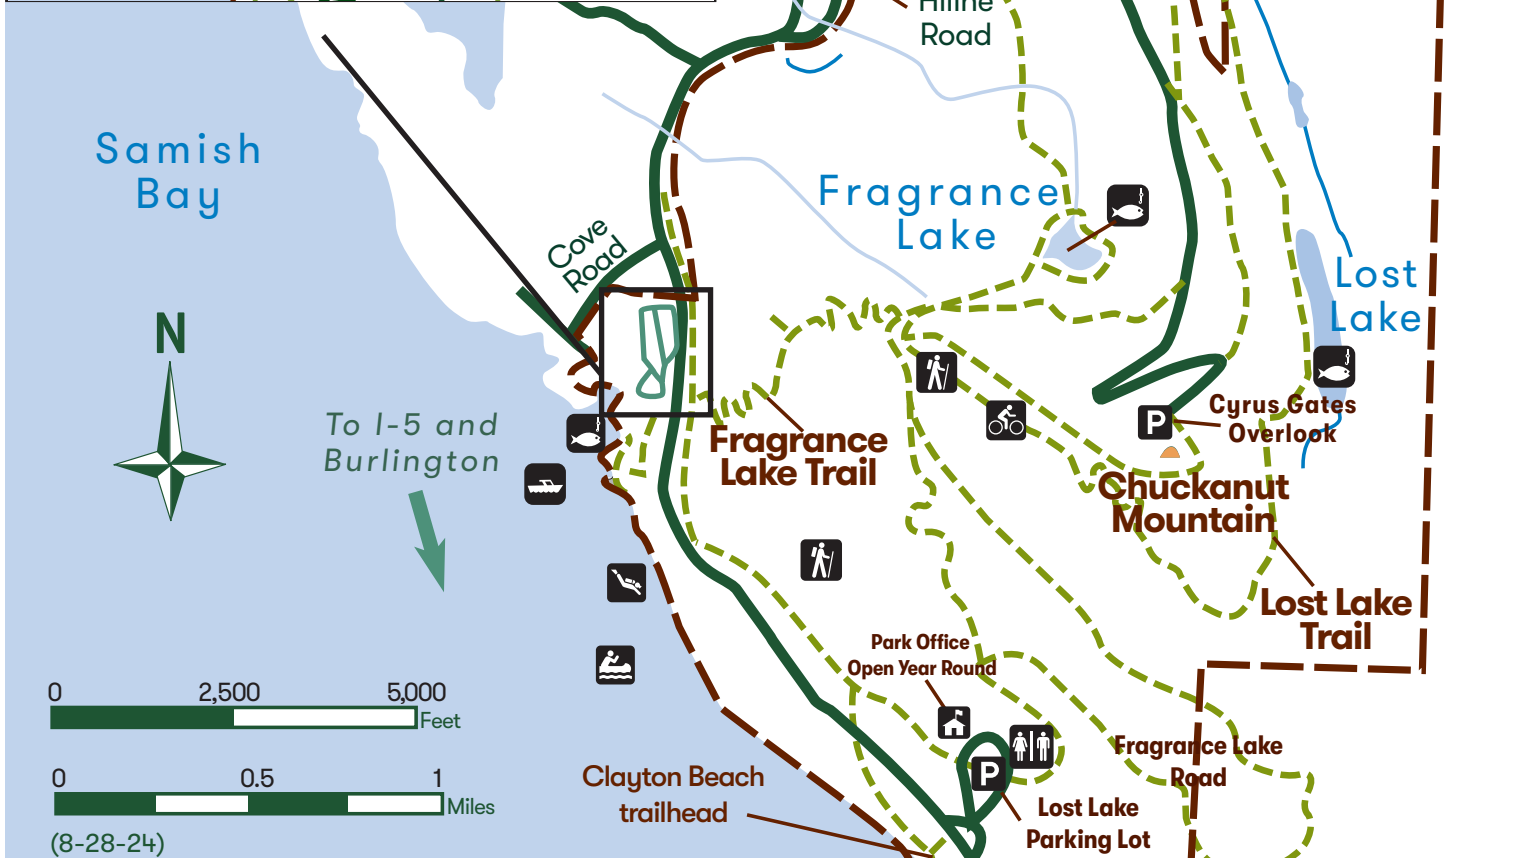 Hiline
Road
Samish
Bay
Fragrance
Lake
Cove
Road
Lost
Lake
N
To I-5 and
Burlington
P
Cyrus Gates
Overlook
Fragrance
Lake Trail
Chuckanut
Mountain
Lost Lake
Trail
Park Office
Open Year Round
0 2,500 5,000
Feet
Fragrance Lake
Road
P
Clayton Beach
trailhead
0 0.5 1
Miles
Lost Lake
Parking Lot
(8-28-24)